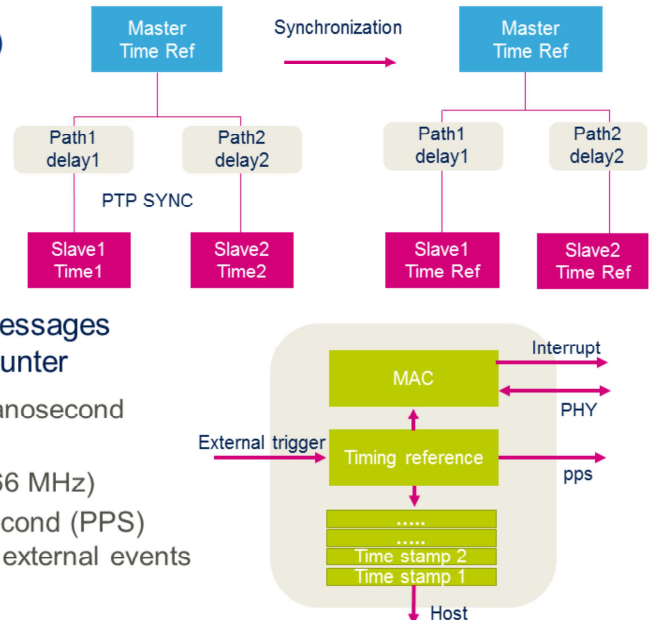 )
Master
Time Ref
Synchronization
Master
Time Ref
Path1
delay1
Path2
delay2
Path1
delay1
Path2
delay2
PTP SYNC
Slave1
Time1
Slave2
Time2
Slave1
Time Ref
Slave2
Time Ref
essages
unter
anosecond
66 MHz)
cond (PPS)
external events
MAC
Interrupt
PHY
External trigger
Timing reference
pps
.....
.....
Time stamp 2
Time stamp 1
Host